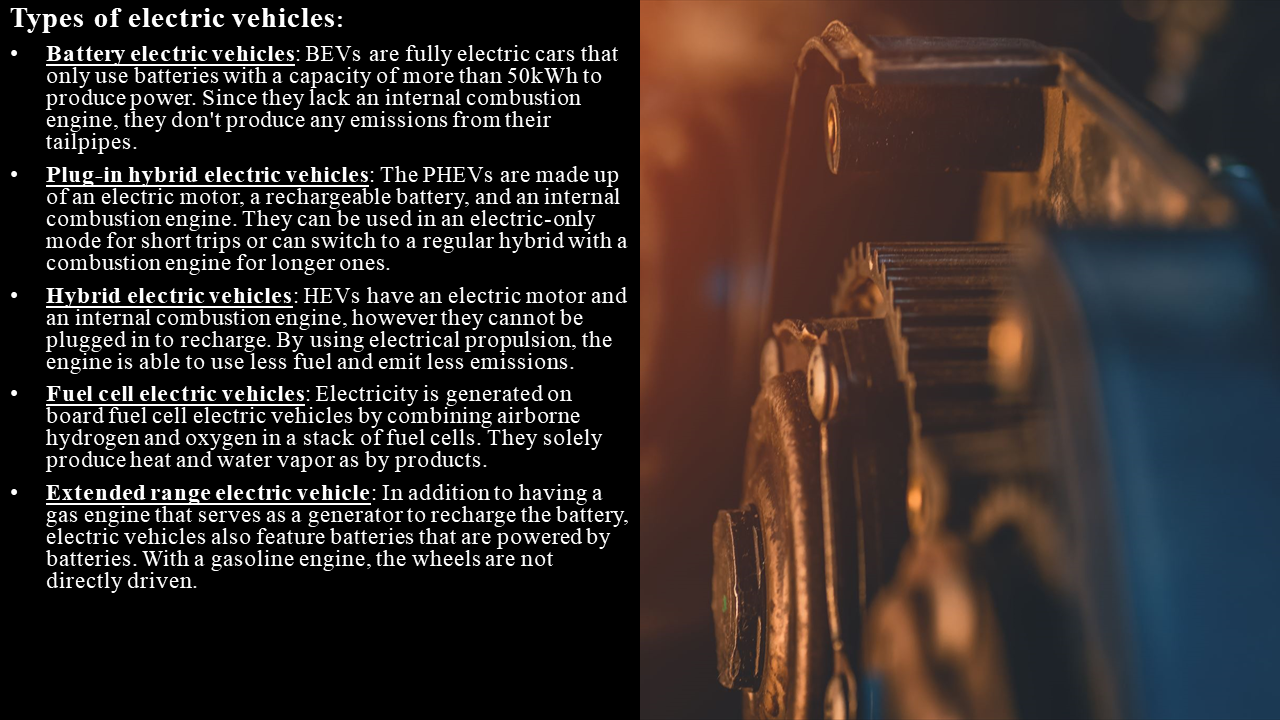 Types of electric vehicles:
• Battery electric vehicles: BEVs are fully electric cars that
only use batteries with a capacity of more than 50kWh to
produce power. Since they lack an internal combustion
engine, they don't produce any emissions from their
tailpipes.
• Plug-in hybrid electric vehicles: The PHEVs are made up
of an electric motor, a rechargeable battery, and an internal
combustion engine. They can be used in an electric-only
mode for short trips or can switch to a regular hybrid with a
combustion engine for longer ones.
• Hybrid electric vehicles: HEVs have an electric motor and
an internal combustion engine, however they cannot be
plugged in to recharge. By using electrical propulsion, the
engine is able to use less fuel and emit less emissions.
• Fuel cell electric vehicles: Electricity is generated on
board fuel cell electric vehicles by combining airborne
hydrogen and oxygen in a stack of fuel cells. They solely
produce heat and water vapor as by products.
• Extended range electric vehicle: In addition to having a
gas engine that serves as a generator to recharge the battery,
electric vehicles also feature batteries that are powered by
batteries. With a gasoline engine, the wheels are not
directly driven.